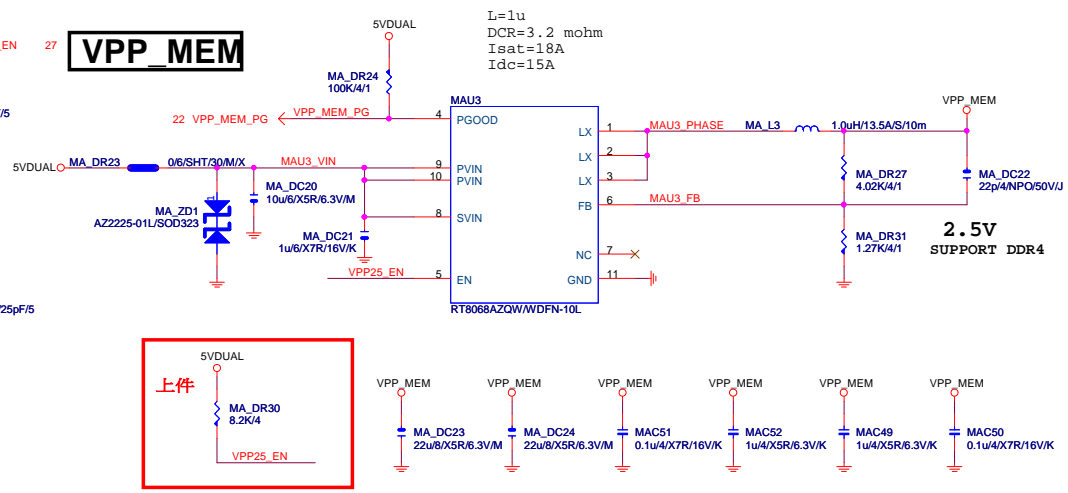 _EN 27
VPP_MEM
/5
25pF/5
5VDUAL
L=1u
DCR=3.2 mohm
Isat=18A
Idc=15A
MA_DR24
100K/4/1
22 VPP_MEM_PG
VPP_MEM_PG
5VDUAL
MA_DR23
0/6/SHT/30/M/X
MAU3_VIN
MA_ZD1
AZ2225-01L/SOD323
1
MA_DC20
10u/6/X5R/6.3V/M
MA_DC21
1u/6/X7R/16V/K
VPP25_EN
MAU3
4 PGOOD
9 PVIN
10 PVIN
8 SVIN
5 EN
LX 1
LX 2
LX 3
FB 6
NC 7
GND 11
RT8068AZQW/WDFN-10L
MAU3_PHASE
MA_L3
1.0uH/13.5A/S/10m
VPP_MEM
MAU3_FB
MA_DR27
4.02K/4/1
MA_DC22
22p/4/NPO/50V/J
MA_DR31
1.27K/4/1
2.5V
SUPPORT DDR4
上件
5VDUAL
MA_DR30
8.2K/4
VPP25_EN
VPP_MEM
MA_DC23
22u/8/X5R/6.3V/M
VPP_MEM
MA_DC24
22u/8/X5R/6.3V/M
VPP_MEM
MAC51
0.1u/4/X7R/16V/K
VPP_MEM
MAC52
1u/4/X5R/6.3V/K
VPP_MEM
MAC49
1u/4/X5R/6.3V/K
VPP_MEM
MAC50
0.1u/4/X7R/16V/K